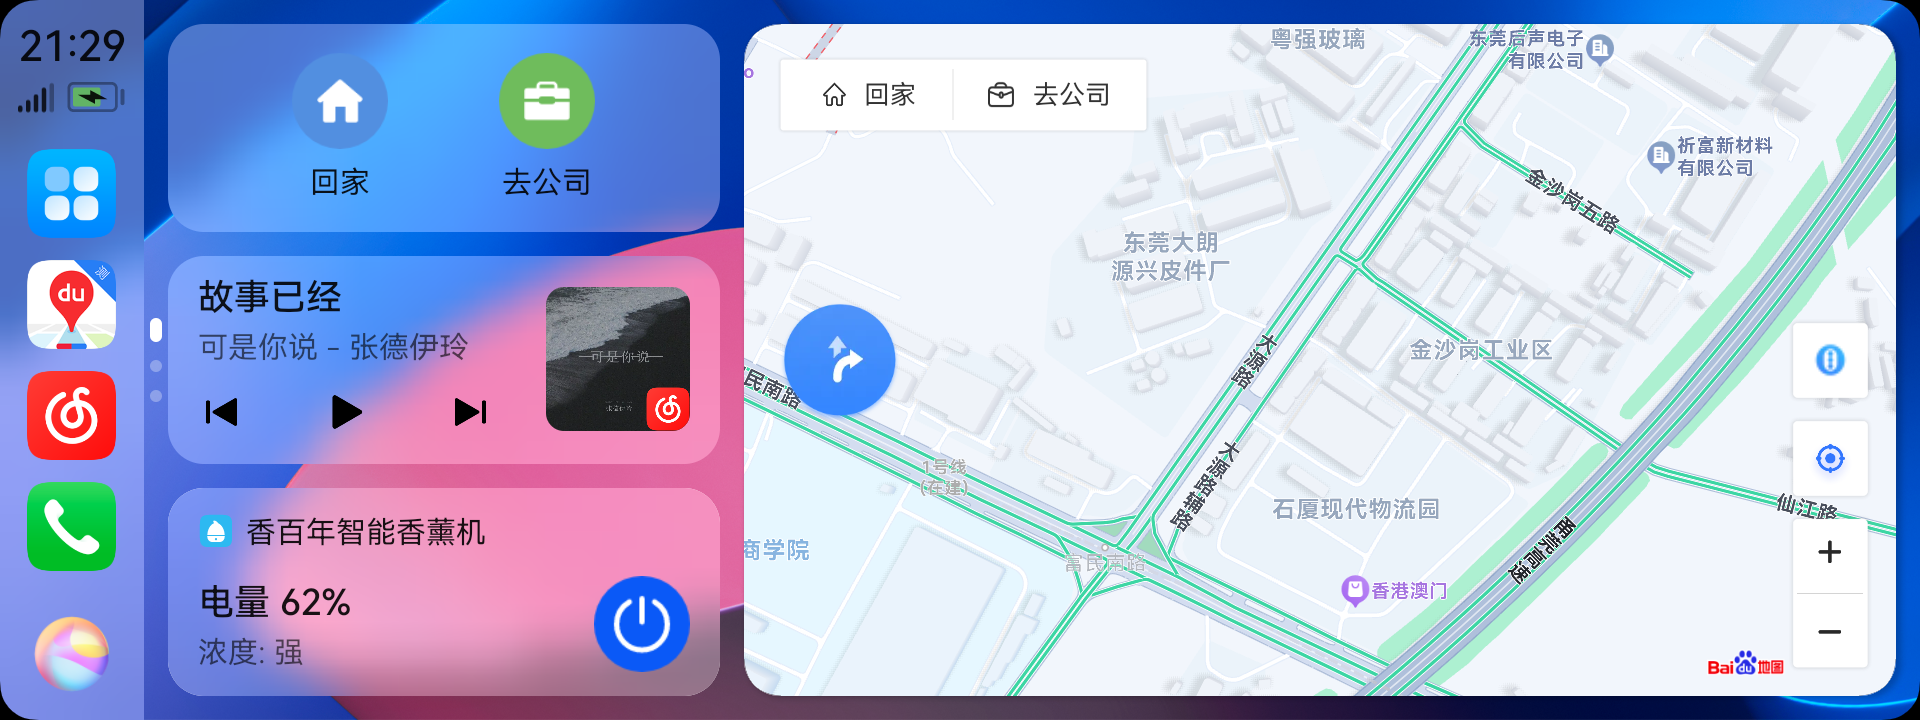 21:29
回家
去公司
故事已经
可是你说 – 张德伊玲
可是你说
香百年智能香薰机
电量 62%
浓度: 强
测
du
回家
去公司
粤强玻璃
东莞后声电子
有限公司
祈富新材料
有限公司
金沙岗五路
东莞大朗
源兴皮件厂
大源路
金沙岗工业区
民南路
1号线
(在建)
大源路辅路
石厦现代物流园
仙江路
商学院
富民南路
甬莞高速
香港澳门
Bai du 地图